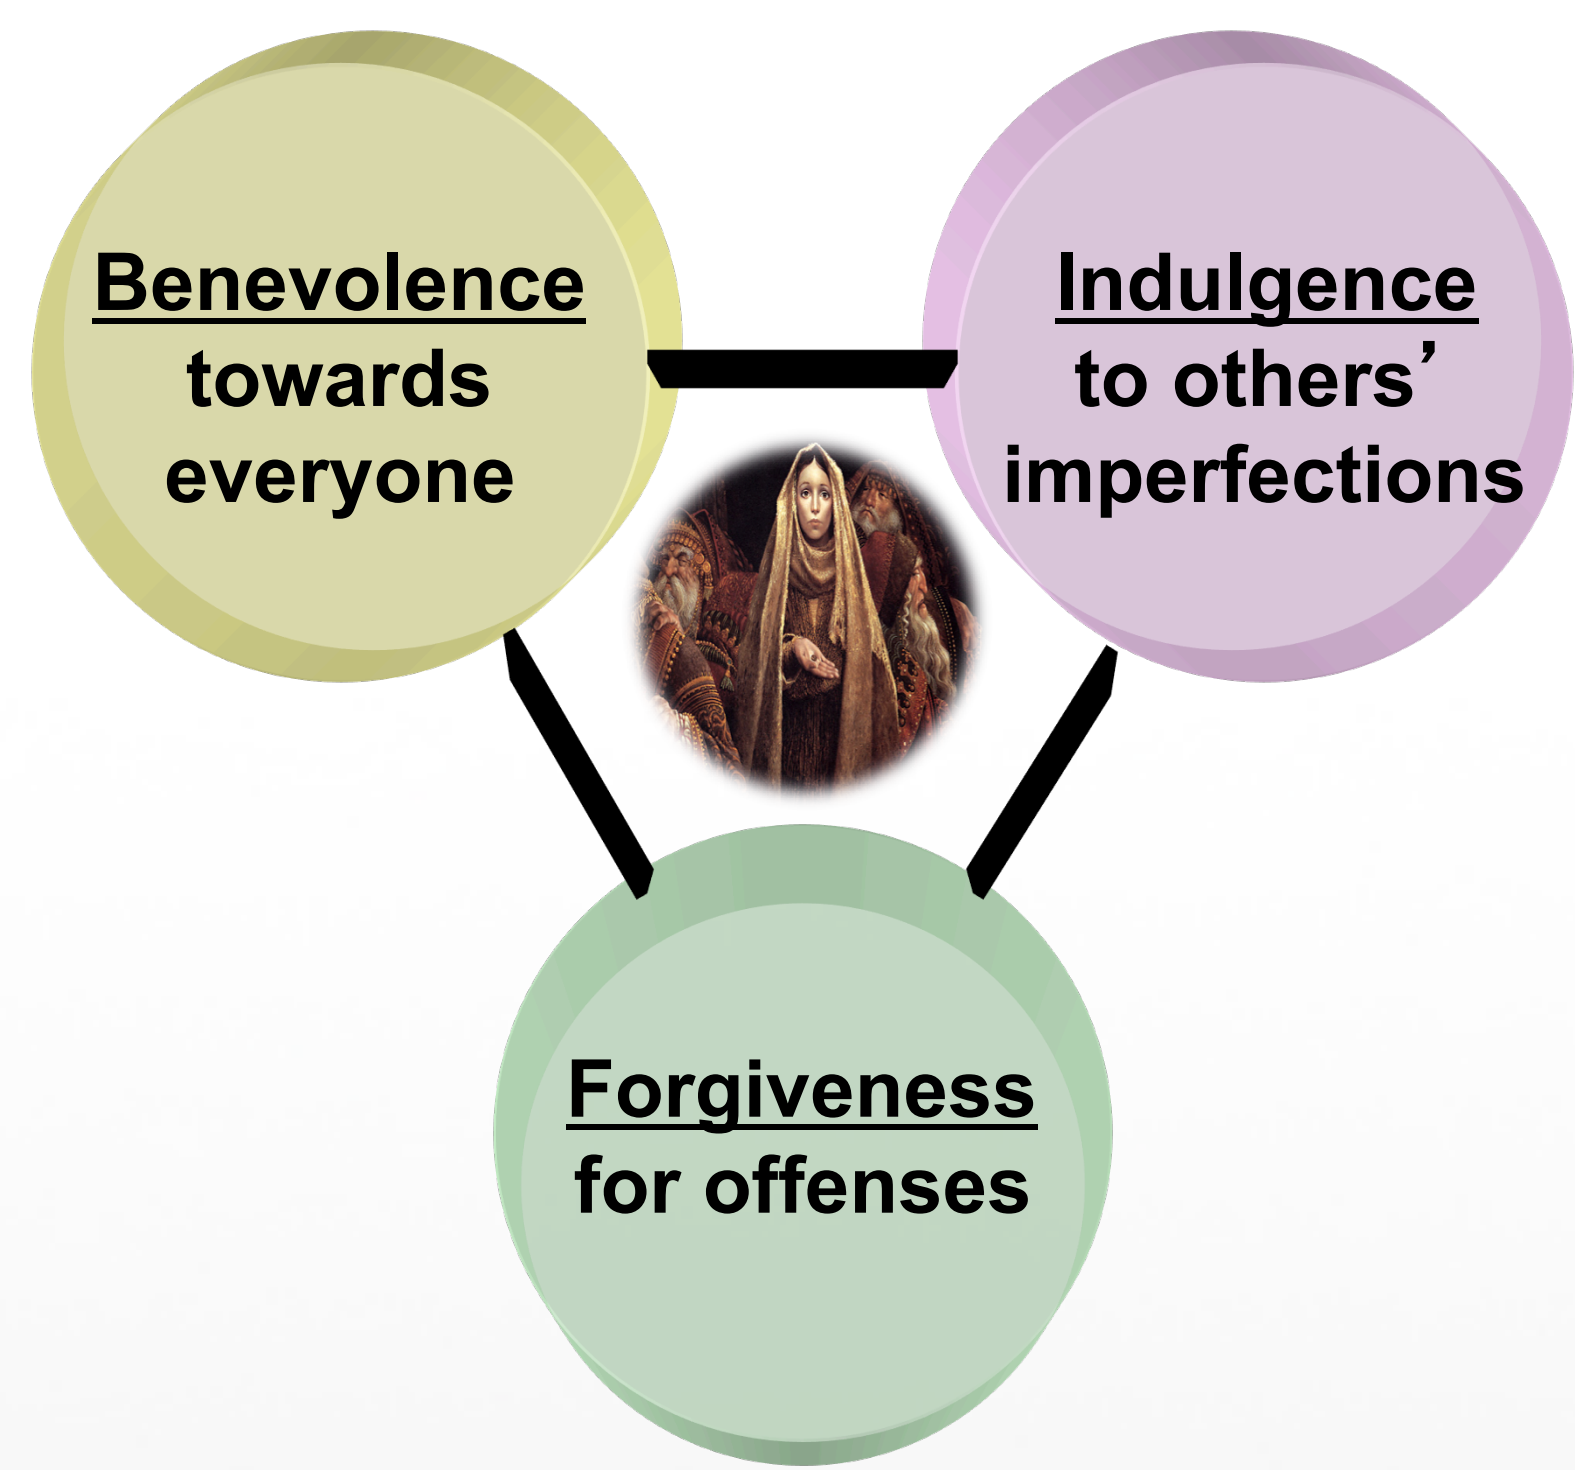 Benevolence
towards
everyone
Indulgence
to others’
imperfections
Forgiveness
for offenses